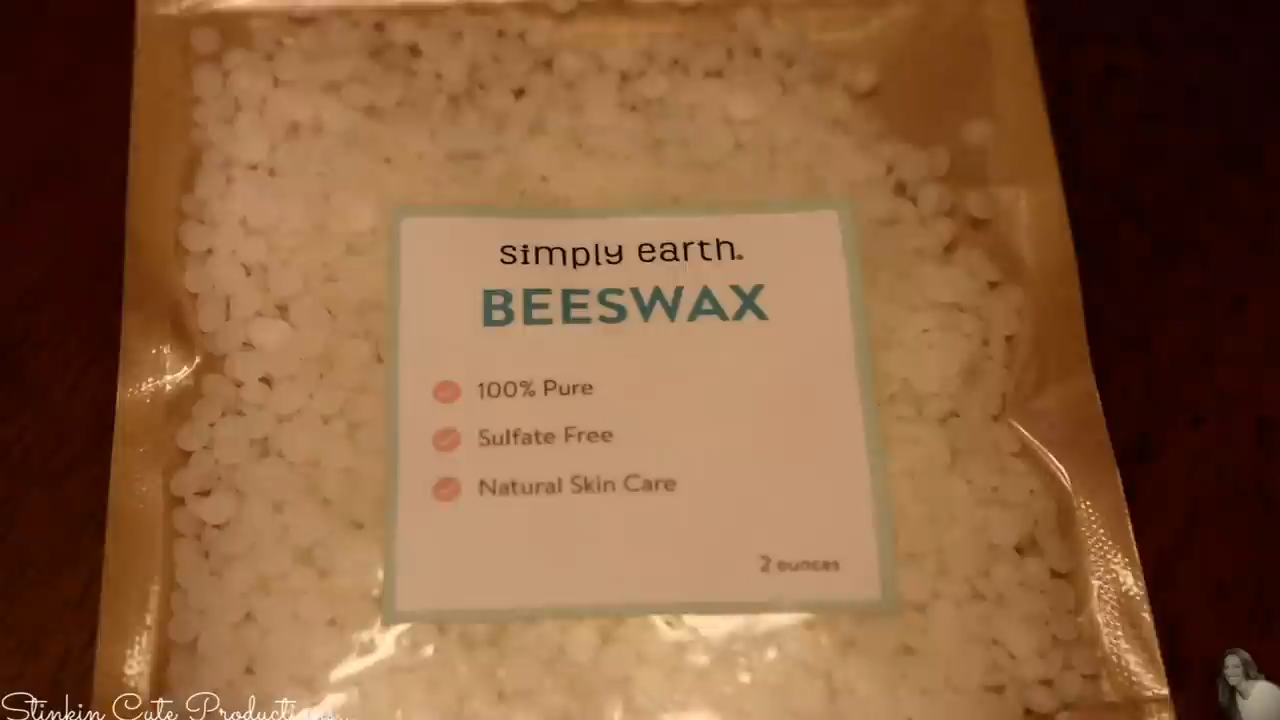 simply earth.
BEESWAX
100% Pure
Sulfate Free
Natural Skin Care
2 ounces
Stinkin Cute Productions